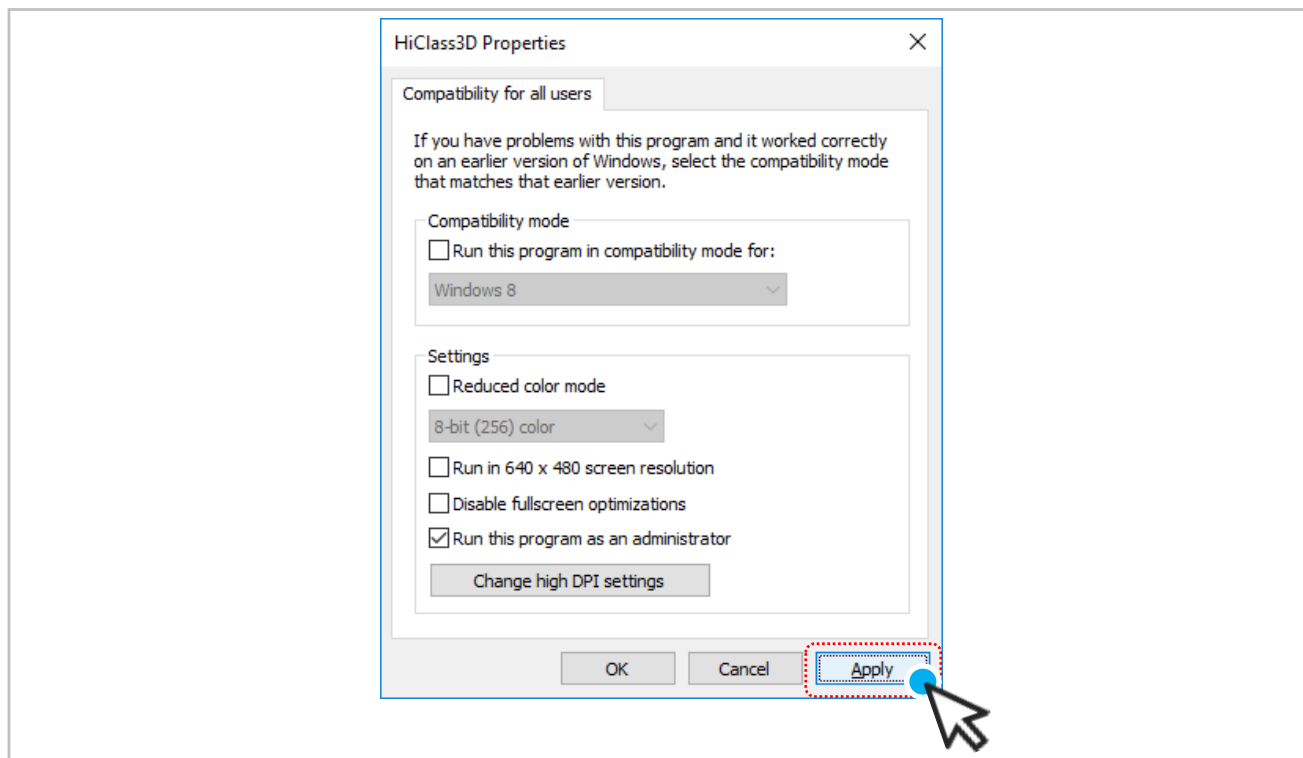 HiClass3D Properties
Compatibility for all users
If you have problems with this program and it worked correctly
on an earlier version of Windows, select the compatibility mode
that matches that earlier version.
Compatibility mode
Run this program in compatibility mode for:
Windows 8
Settings
Reduced color mode
8-bit (256) color
Run in 640 x 480 screen resolution
Disable fullscreen optimizations
Run this program as an administrator
Change high DPI settings
OK Cancel Apply